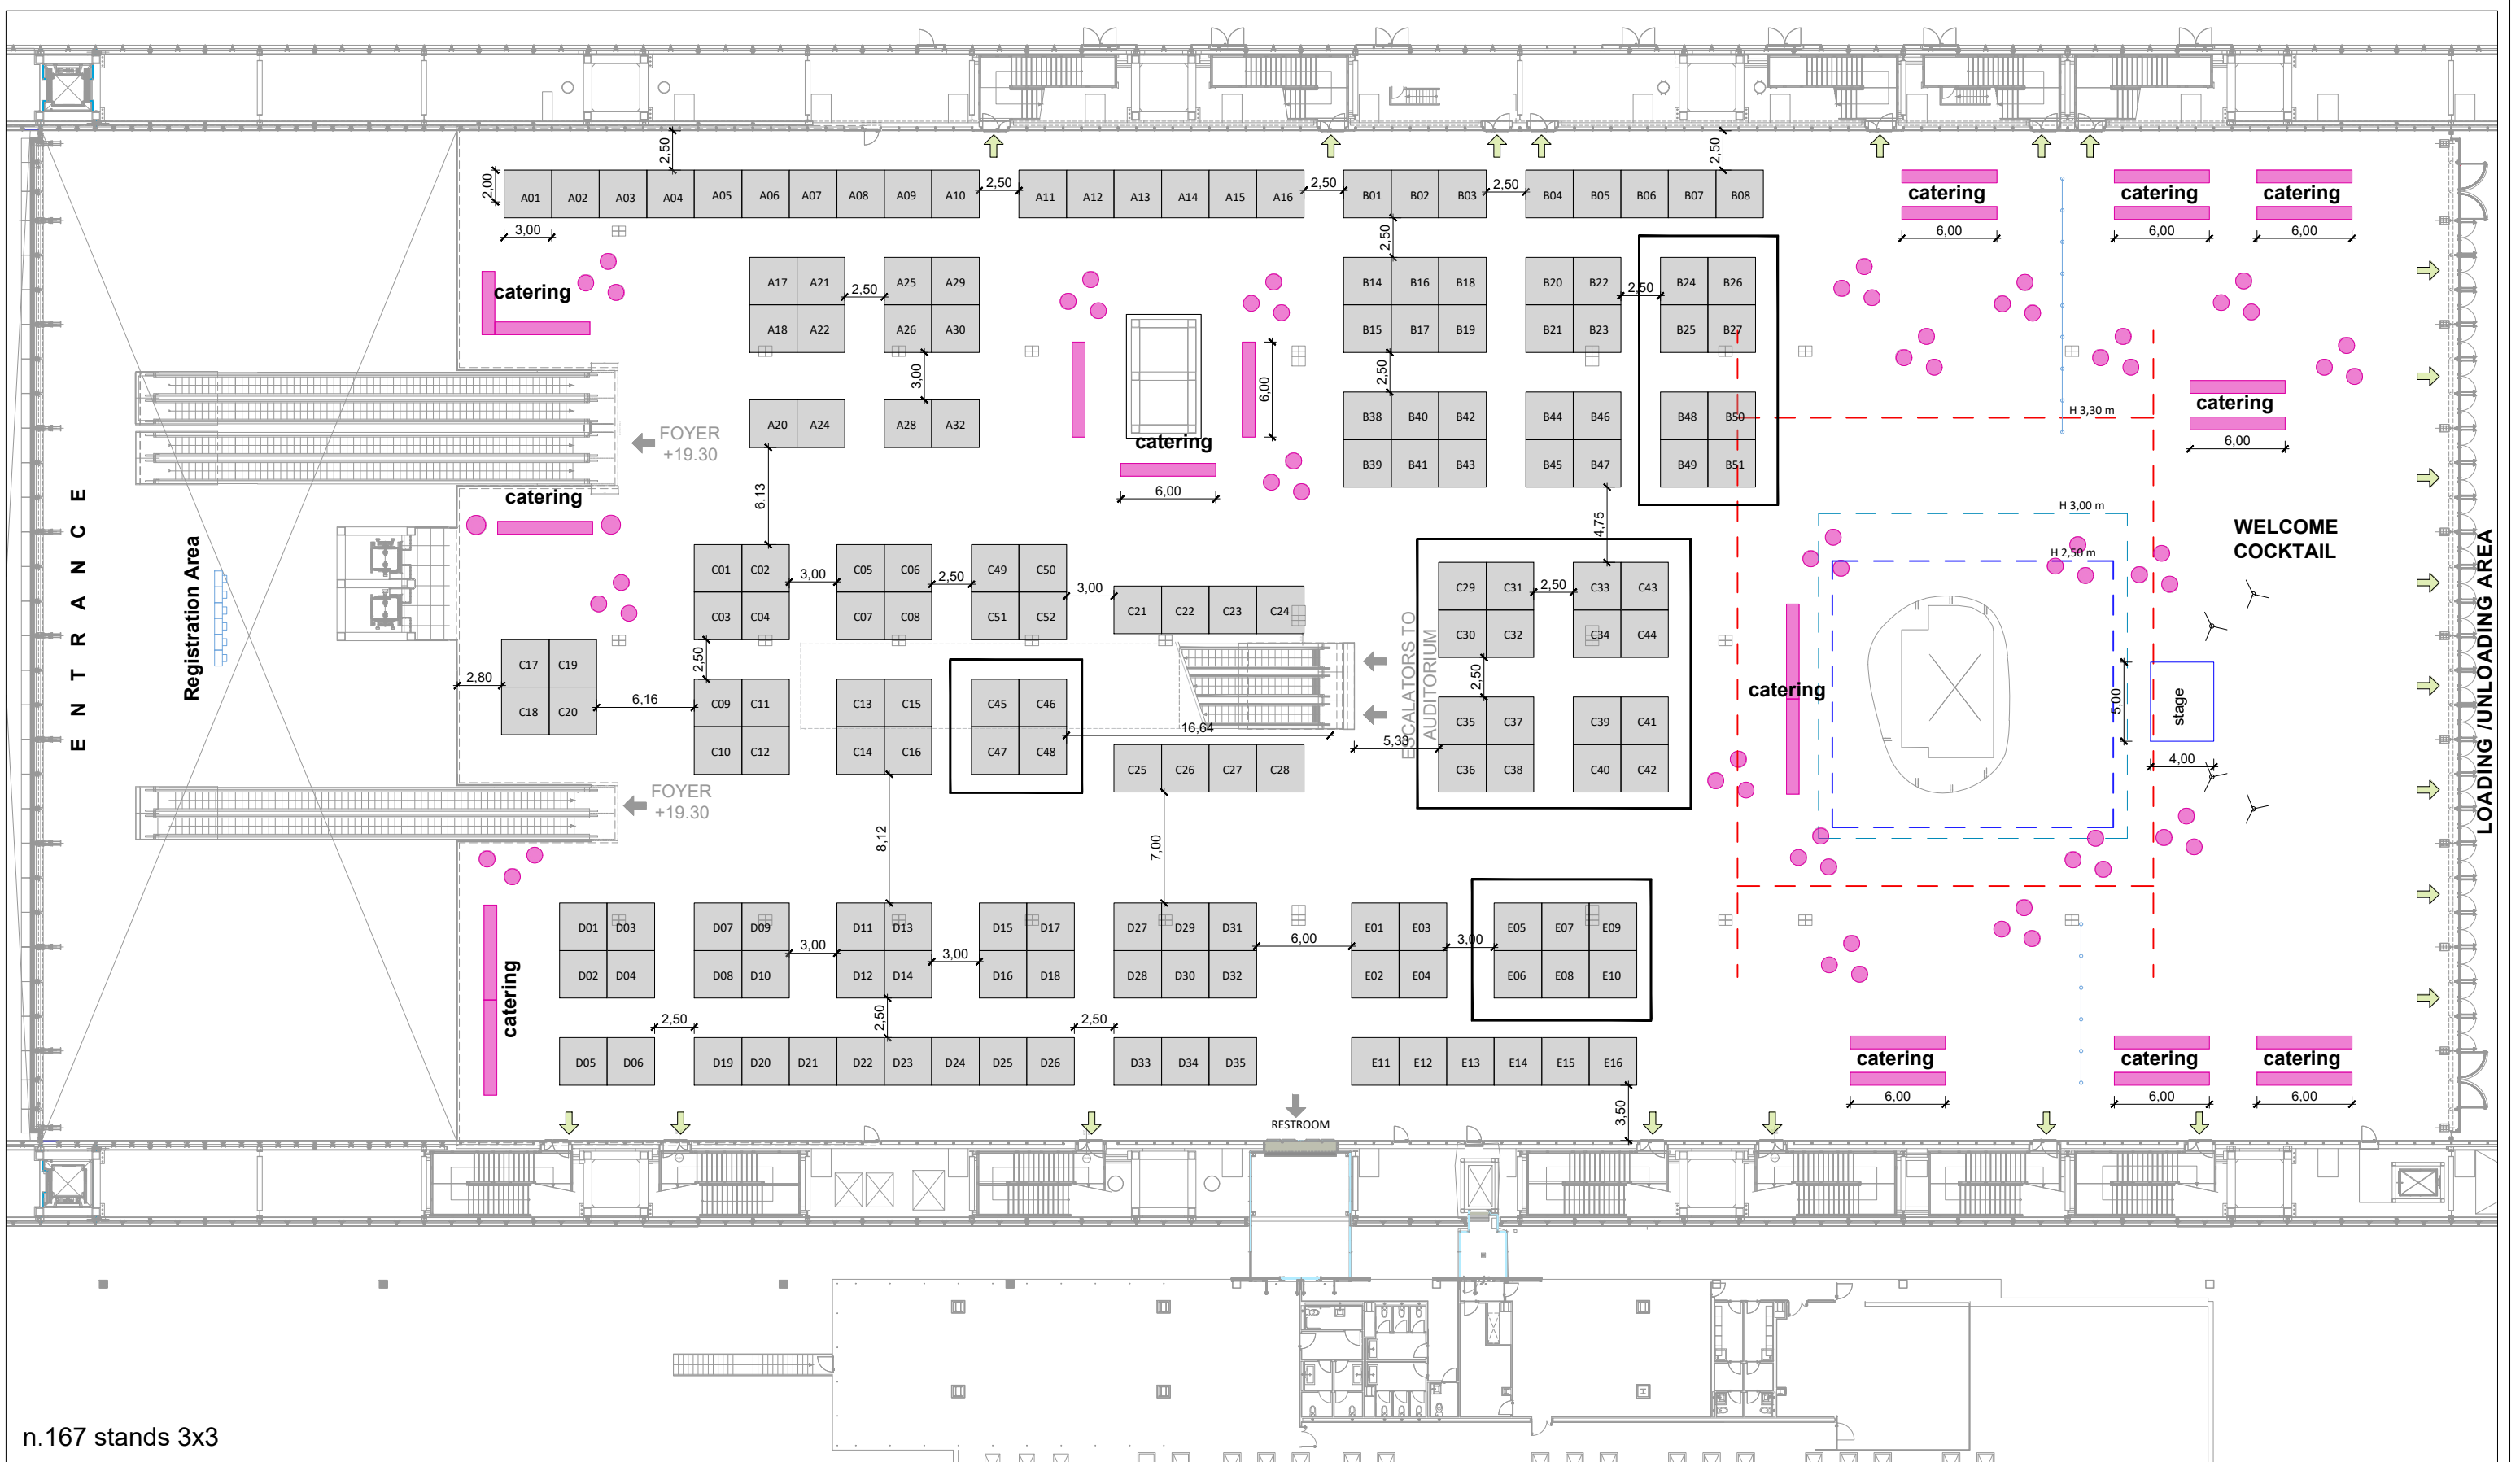 2,50
2,50
2,00
A01 A02 A03 A04 A05 A06 A07 A08 A09 A10 2,50 A11 A12 A13 A14 A15 A16 2,50 B01 B02 B03 2,50 B04 B05 B06 B07 B08
catering catering catering
3,00
6,00 6,00 6,00
2,50
catering
A17 A21 2,50 A25 A29
B14 B16 B18 B20 B22 2,50 B24 B26
A18 A22 A26 A30
B15 B17 B19 B21 B23 B25 B27
3,00
6,00
2,50
catering
6,00
A20 A24 A28 A32
B38 B40 B42 B44 B46 B48 B50
H 3,30 m
FOYER
+19.30
catering
B39 B41 B43 B45 B47 B49 B51
6,00
catering
6,13
4,75
H 3,00 m
WELCOME
COCKTAIL
H 2,50 m
ENTRANCE
Registration Area
C01 C02 3,00 C05 C06 2,50 C49 C50 3,00
C03 C04 C07 C08 C51 C52
C21 C22 C23 C24
C29 C31 2,50 C33 C43
C30 C32 C34 C44
2,50
2,50
ESCALATORS TO
AUDITORIUM
LOADING /UNLOADING AREA
C17 C19
C18 C20
2,80
6,16
C09 C11 C13 C15 C45 C46
C10 C12 C14 C16 C47 C48
16,64
5,33
C35 C37 C39 C41
C36 C38 C40 C42
catering
5,00
stage
4,00
C25 C26 C27 C28
FOYER
+19.30
8,12
7,00
D01 D03 D07 D09 D11 D13 D15 D17 D27 D29 D31 E01 E03 E05 E07 E09
3,00 3,00 6,00 3,00
D02 D04 D08 D10 D12 D14 D16 D18 D28 D30 D32 E02 E04 E06 E08 E10
catering
2,50 2,50 2,50
D05 D06 D19 D20 D21 D22 D23 D24 D25 D26 D33 D34 D35 E11 E12 E13 E14 E15 E16
catering catering catering
6,00 6,00 6,00
3,50
RESTROOM
n.167 stands 3x3